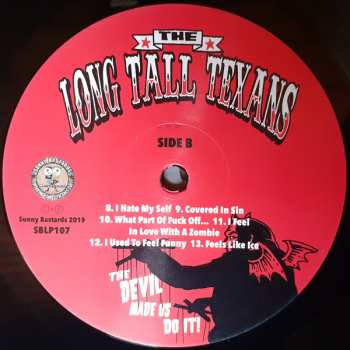 THE
LONG TALL TEXANS
SIDE B
8. I Hate My Self 9. Covered In Sin
10. What Part Of Fuck Off... 11. I Feel
In Love With A Zombie
12. I Used To Feel Funny 13. Feels Like Ice
Sunny Bastards 2019
SBLP107
THE
DEVIL
MADE US
DO IT!